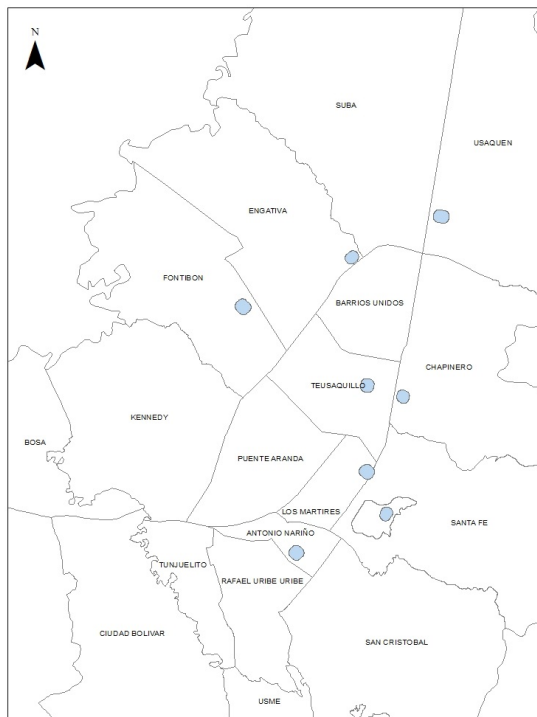 N
SUBA
USAQUEN
ENGATIVA
FONTIBON
BARRIOS UNIDOS
CHAPINERO
TEUSAQUILLO
KENNEDY
BOSA
PUENTE ARANDA
LOS MARTIRES
SANTA FE
ANTONIO NARIÑO
TUNJUELITO
RAFAEL URIBE URIBE
CIUDAD BOLIVAR
SAN CRISTOBAL
USME